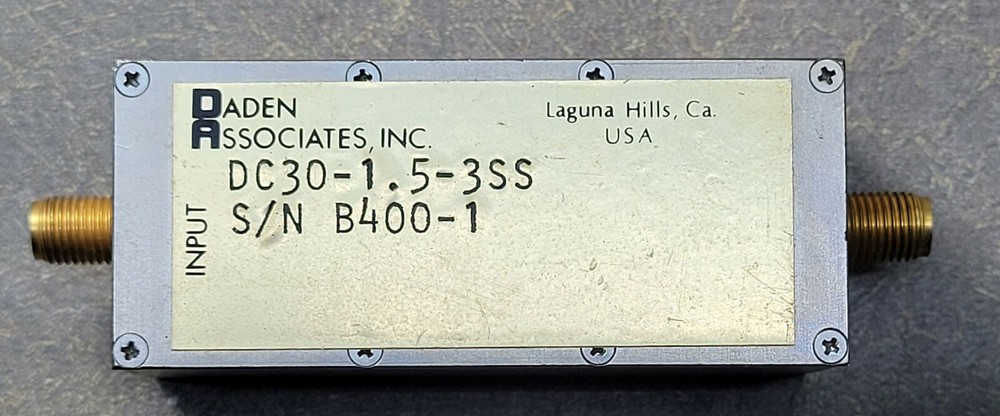 DADEN
ASSOCIATES, INC.
Laguna Hills, Ca.
USA
DC30-1.5-3SS
S/N B400-1
INPUT